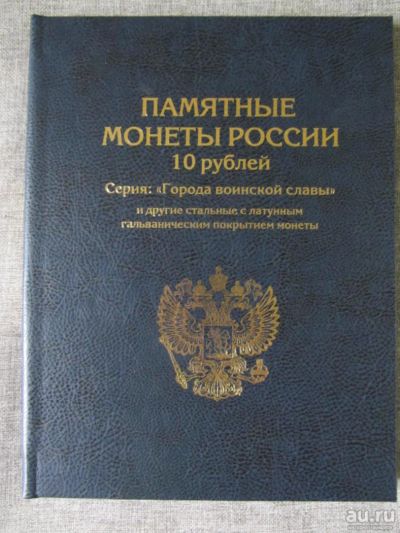 ПАМЯТНЫЕ
МОНЕТЫ РОССИИ
10 рублей
Серия: «Города воинской славы»
и другие стальные с латунным
гальваническим покрытием монеты
au.ru